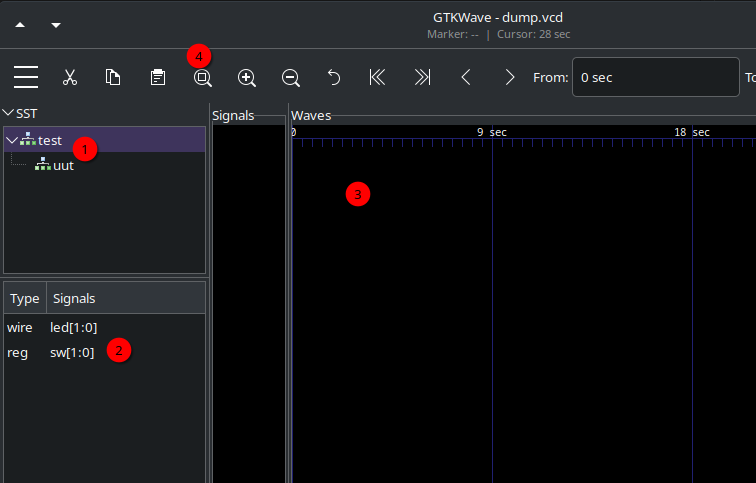 GTKWave - dump.vcd
Marker: -- | Cursor: 28 sec
4
From: 0 sec To
SST
Signals
Waves
test
1
uut
0 9 sec 18 sec
3
Type Signals
wire led[1:0]
reg sw[1:0]
2